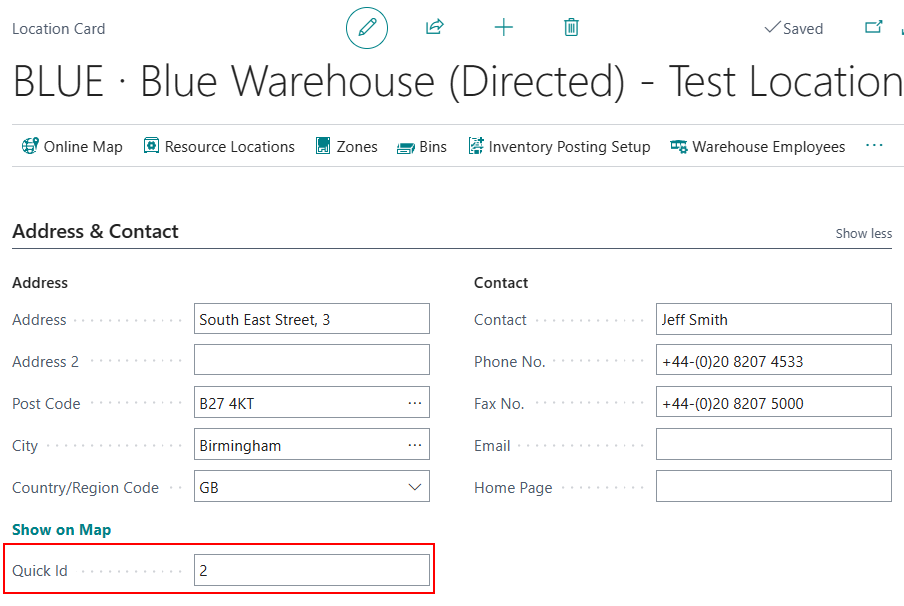 Location Card
Saved
BLUE · Blue Warehouse (Directed) - Test Location
Online Map Resource Locations Zones Bins Inventory Posting Setup Warehouse Employees ···
Address & Contact
Show less
Address
Address South East Street, 3
Address 2
Post Code B27 4KT ···
City Birmingham ···
Country/Region Code GB
Show on Map
Quick Id 2
Contact
Contact Jeff Smith
Phone No. +44-(0)20 8207 4533
Fax No. +44-(0)20 8207 5000
Email
Home Page